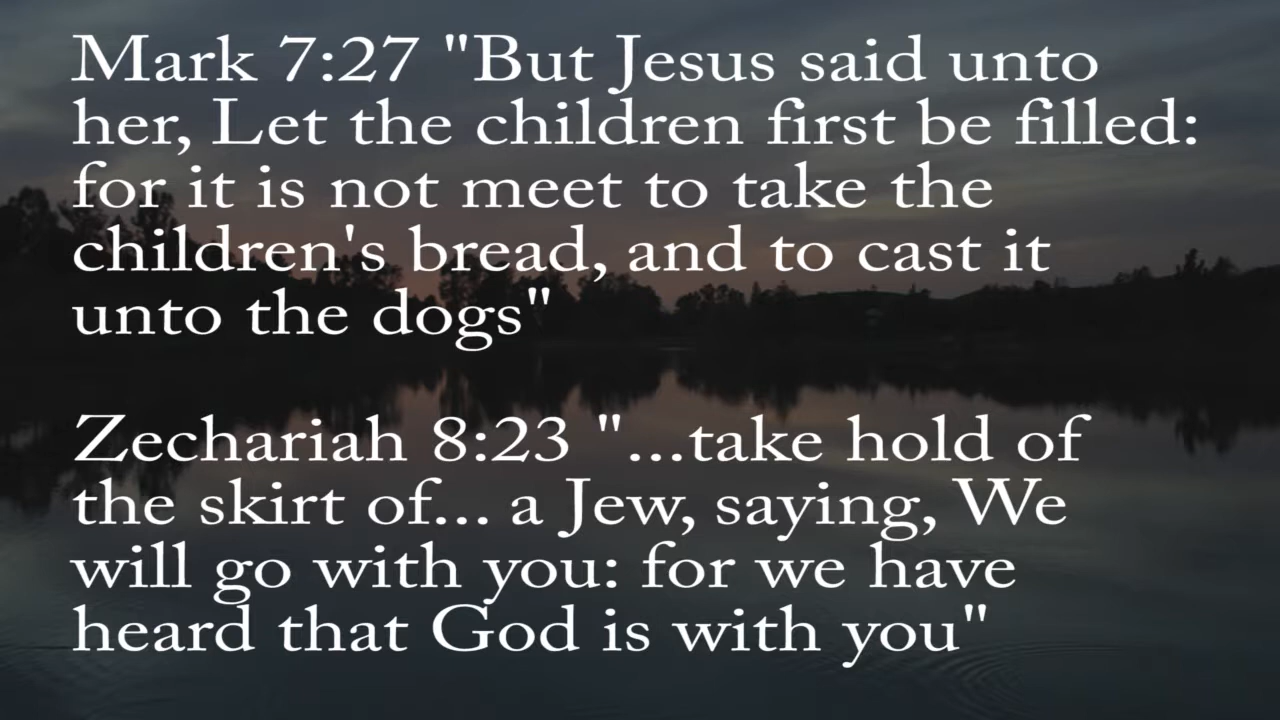 Mark 7:27 "But Jesus said unto
her, Let the children first be filled:
for it is not meet to take the
children's bread, and to cast it
unto the dogs"
Zechariah 8:23 "...take hold of
the skirt of... a Jew, saying, We
will go with you: for we have
heard that God is with you"